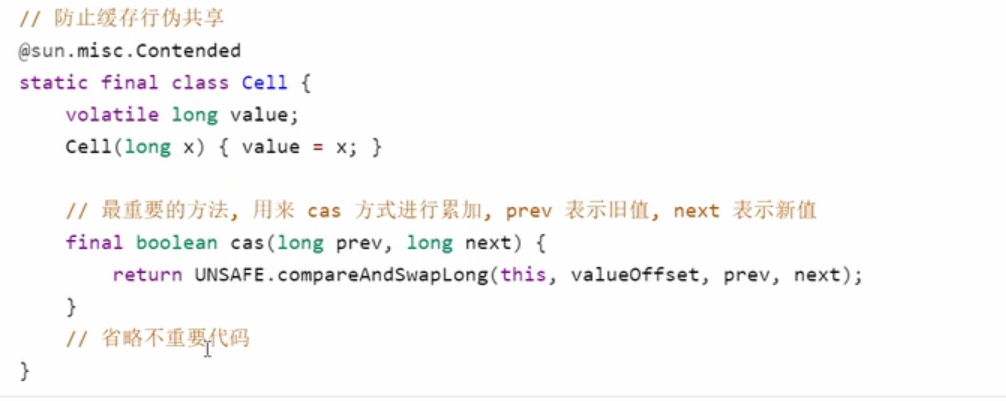 // 防止缓存行伪共享
@sun.misc.Contended
static final class Cell {
    volatile long value;
    Cell(long x) { value = x; }

    // 最重要的方法, 用来 cas 方式进行累加, prev 表示旧值, next 表示新值
    final boolean cas(long prev, long next) {
        return UNSAFE.compareAndSwapLong(this, valueOffset, prev, next);
    }
    // 省略不重要代码
}